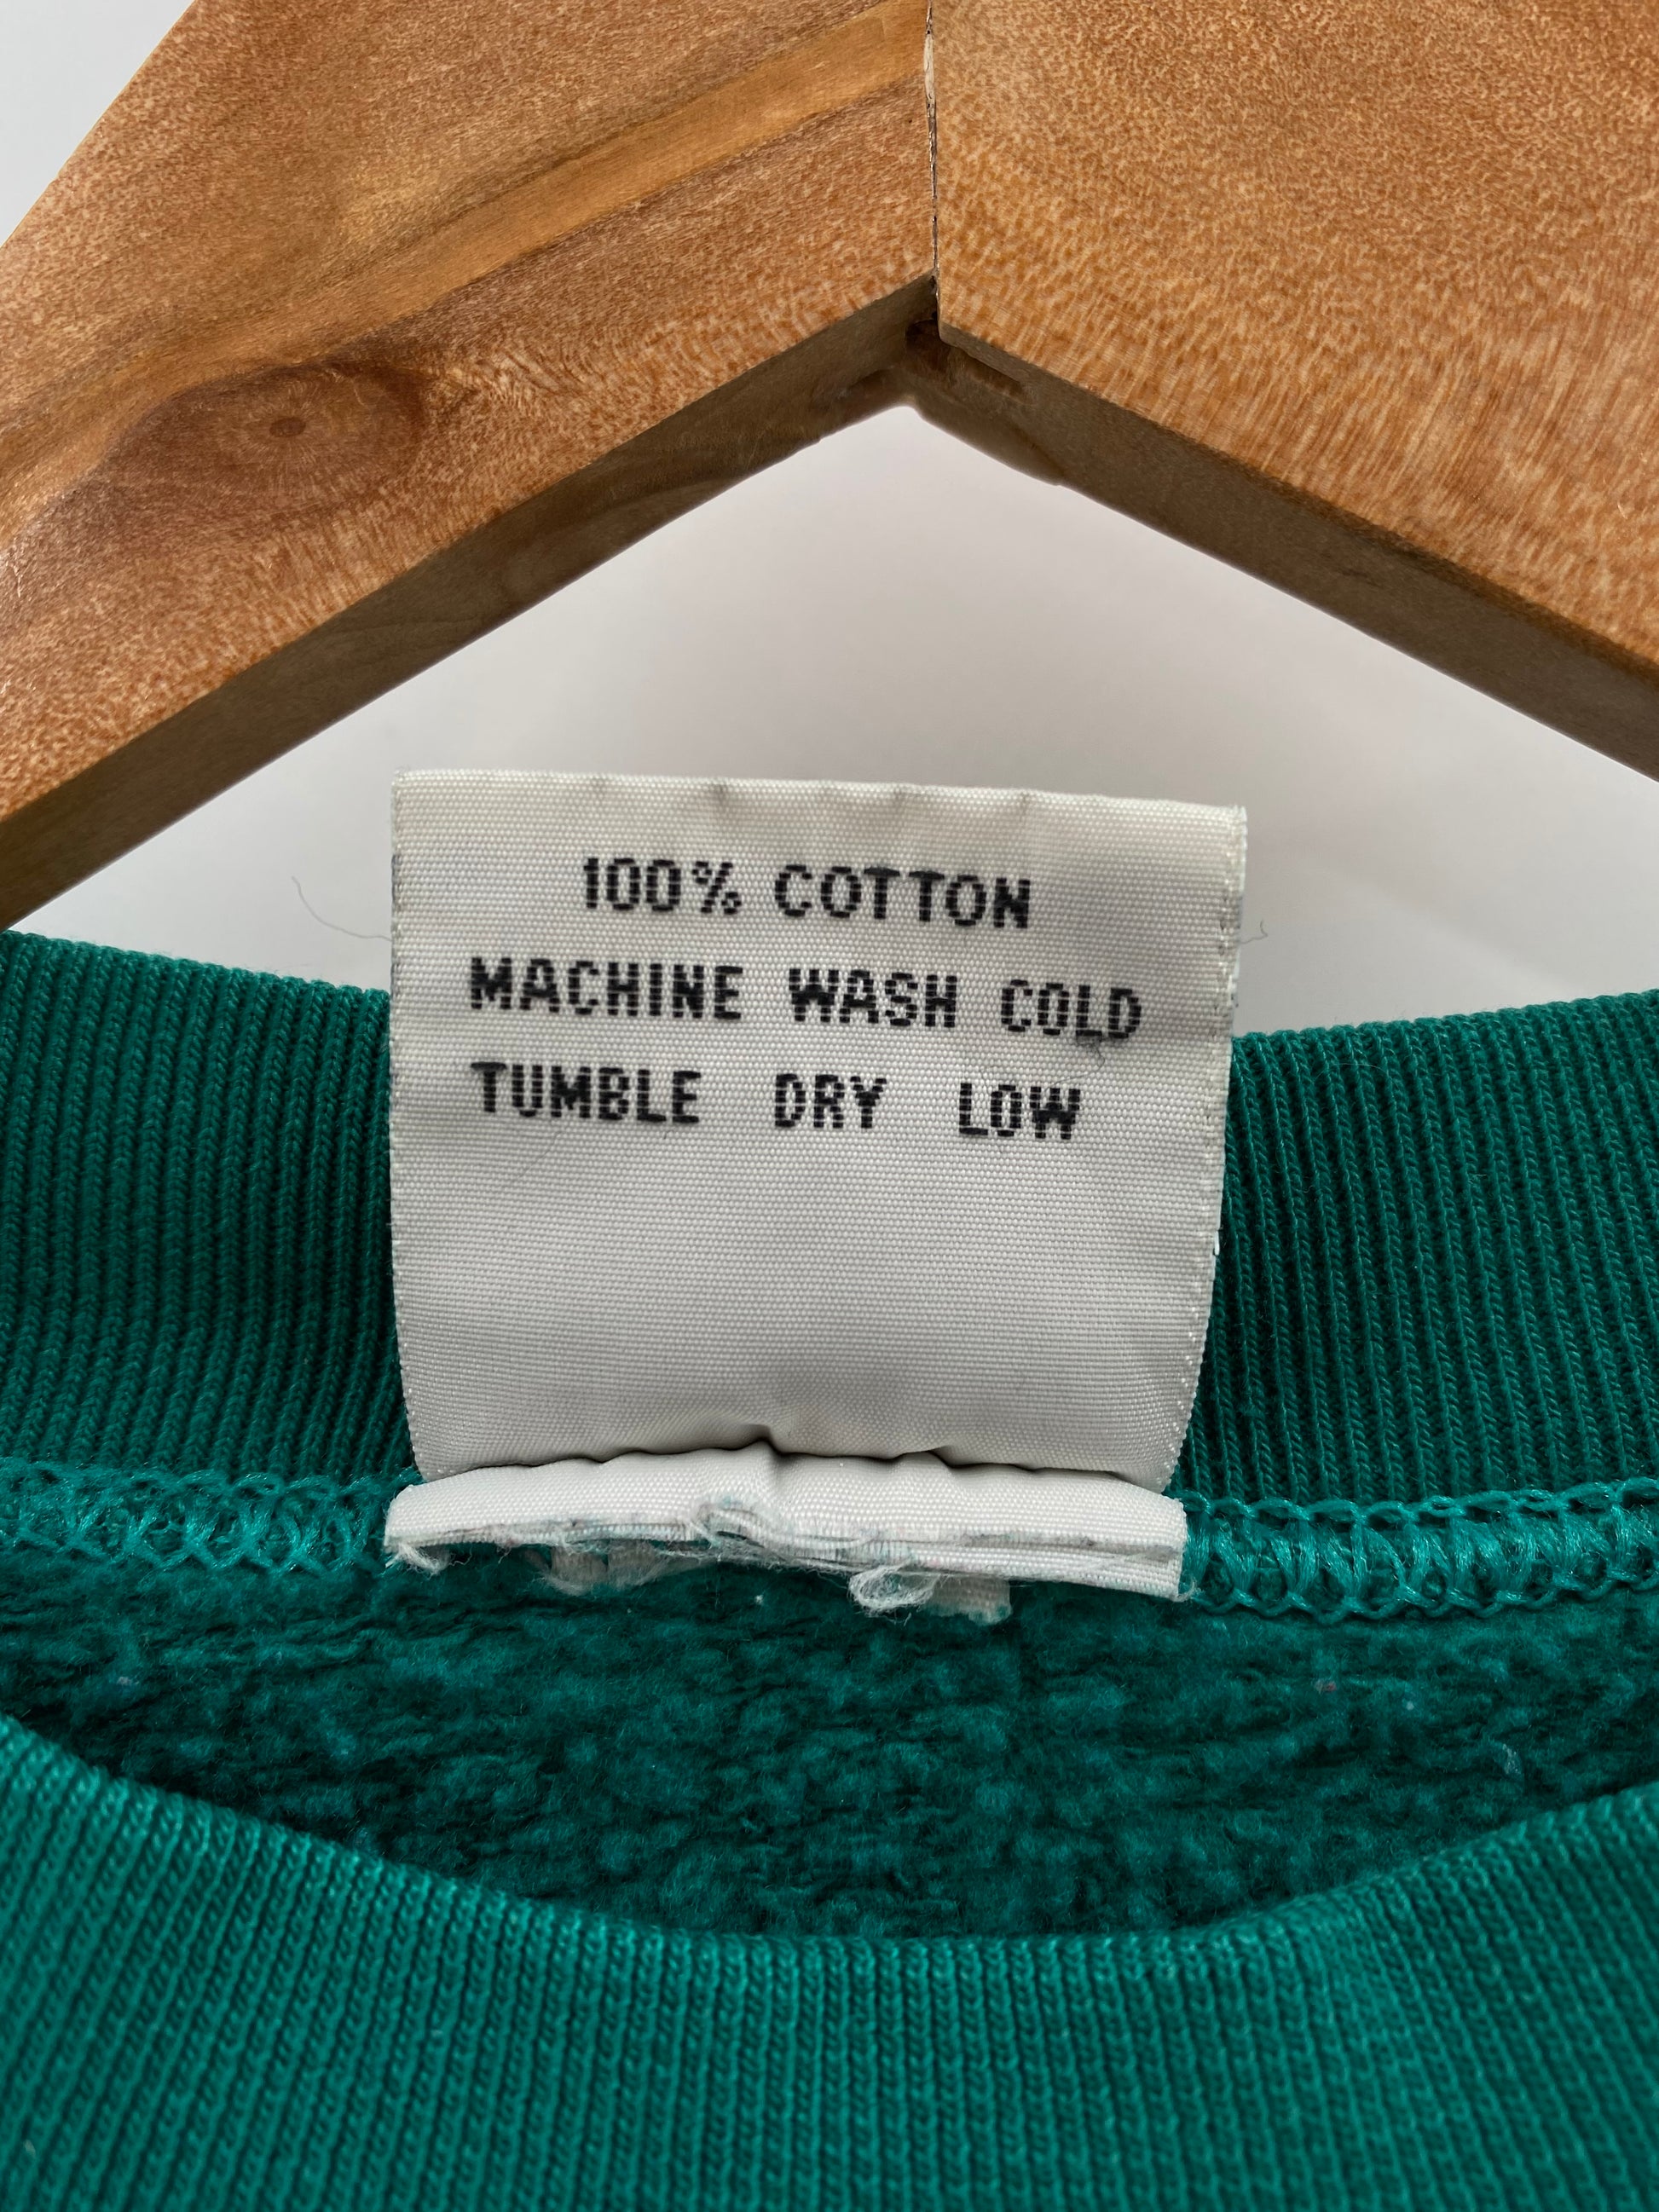 100% COTTON
MACHINE WASH COLD
TUMBLE DRY LOW